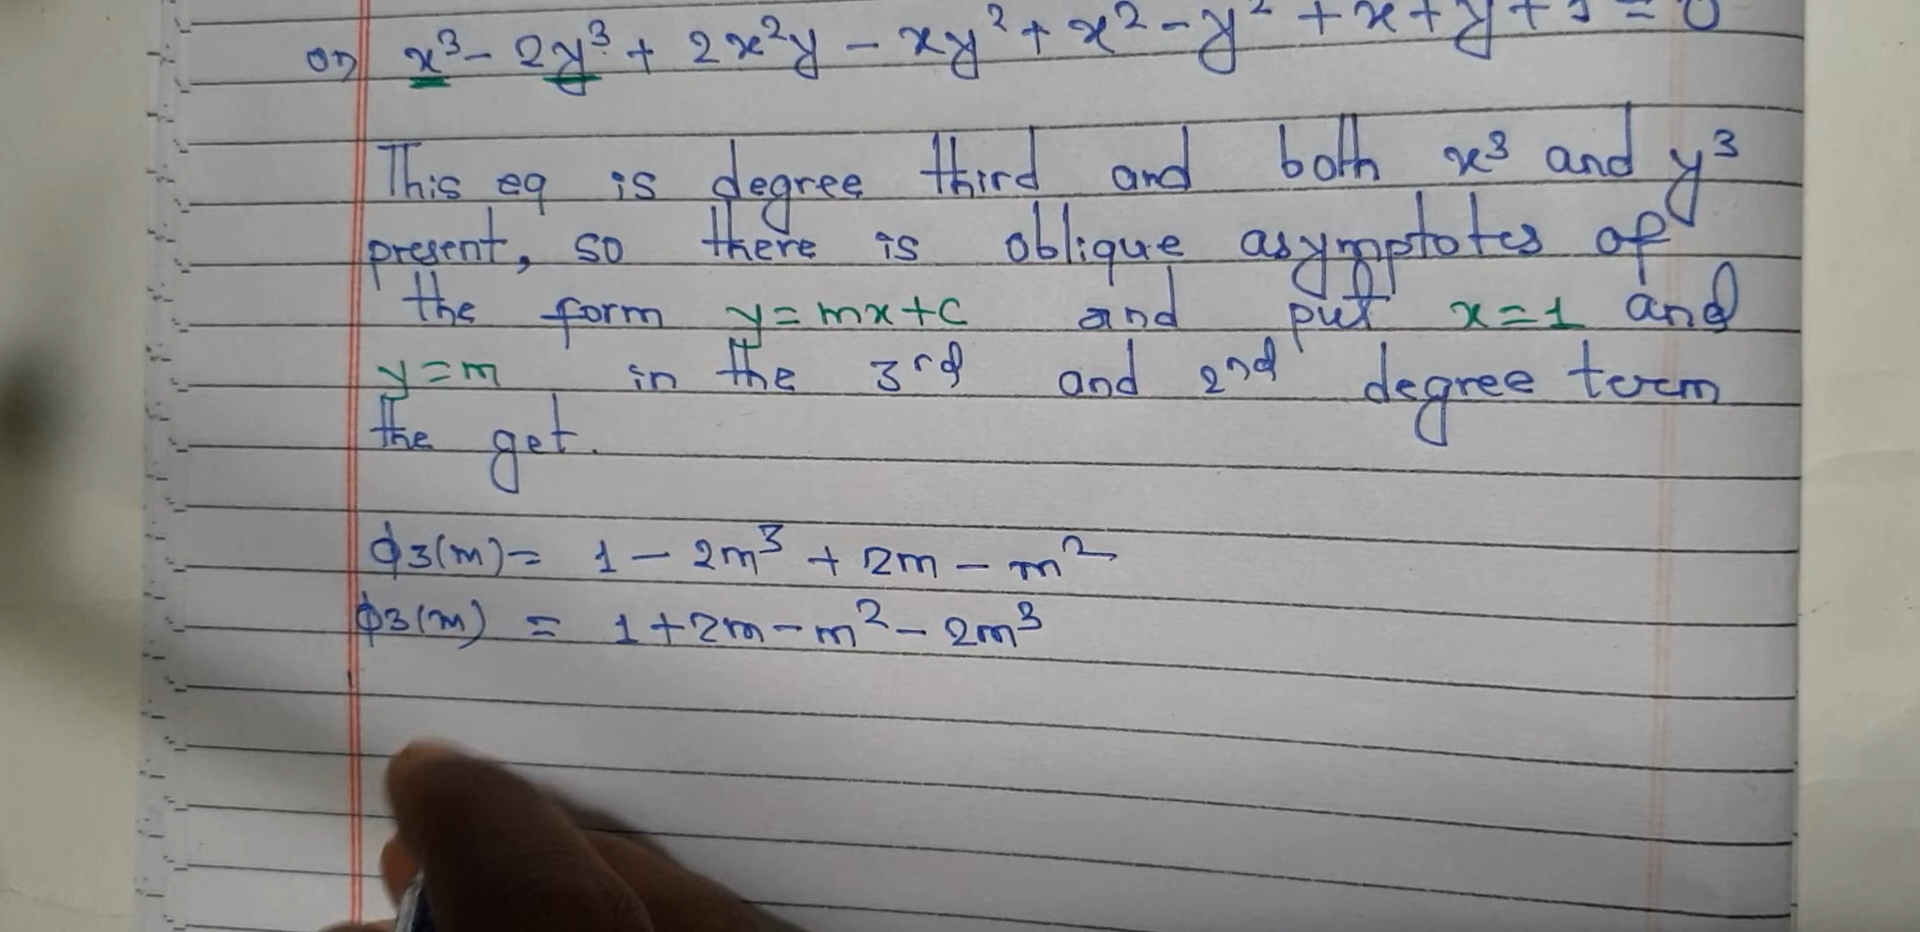 or x³ - 2y³ + 2x²y - xy² + x² - y² + x + y + 1 = 0
This eq is degree third and both x³ and y³
present, so there is oblique asymptotes of
the form y = mx + c and put x = 1 and
y = m in the 3rd and 2nd degree term
the get.
ϕ3(m) = 1 - 2m³ + 2m - m²
ϕ3(m) = 1 + 2m - m² - 2m³